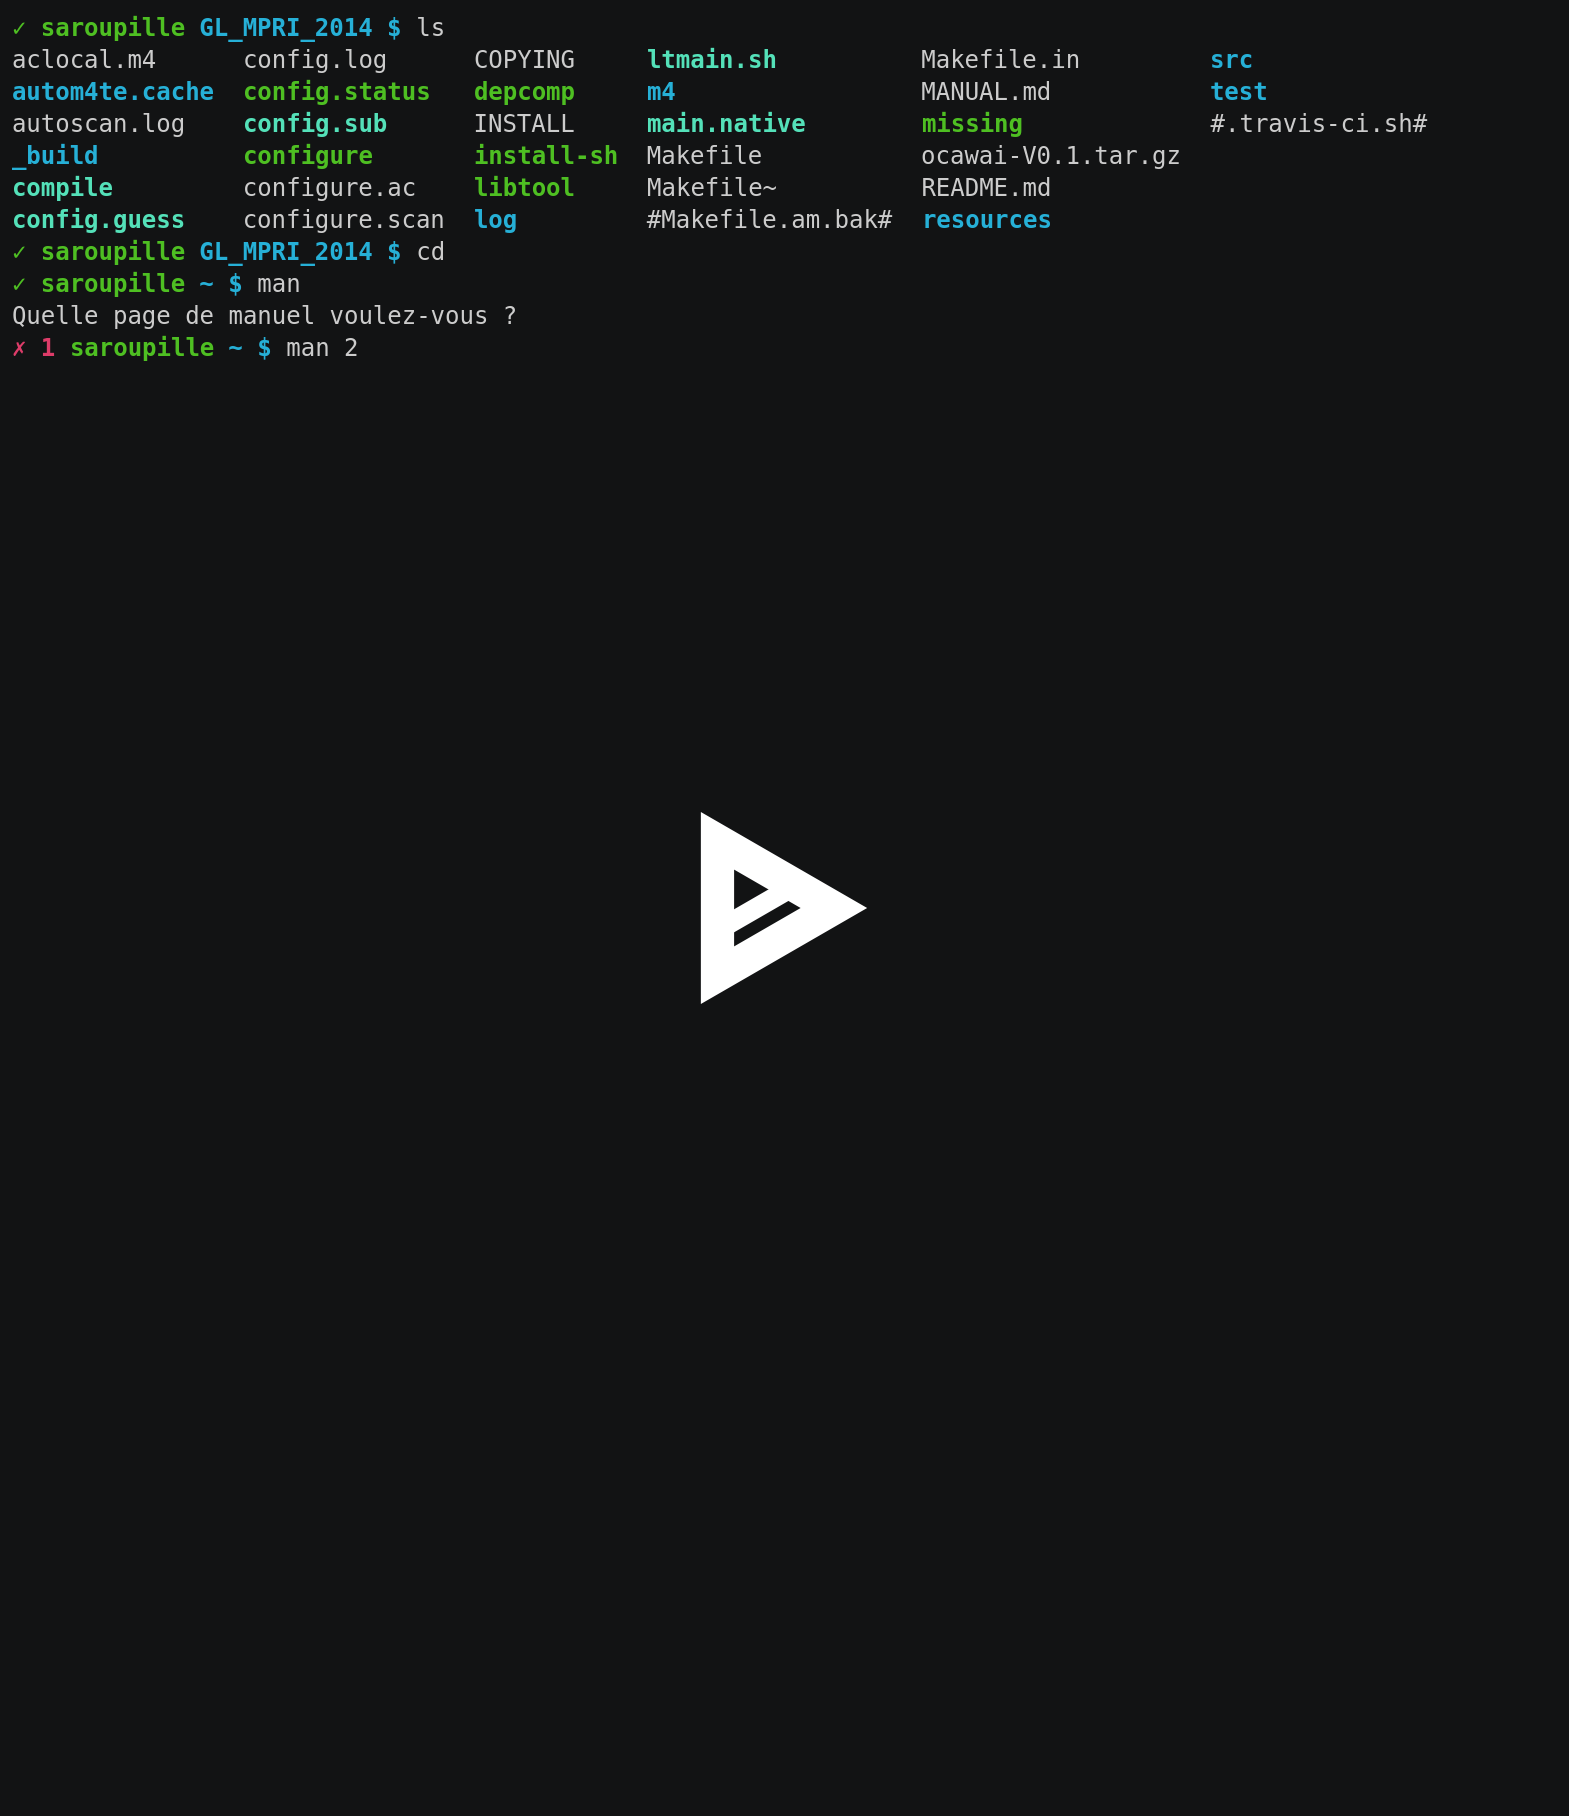 ✓ saroupille GL_MPRI_2014 $ ls
aclocal.m4      config.log      COPYING     ltmain.sh          Makefile.in        src
autom4te.cache  config.status   depcomp     m4                 MANUAL.md          test
autoscan.log    config.sub      INSTALL     main.native        missing            #.travis-ci.sh#
_build          configure       install-sh  Makefile           ocawai-V0.1.tar.gz
compile         configure.ac    libtool     Makefile~          README.md
config.guess    configure.scan  log         #Makefile.am.bak#  resources
✓ saroupille GL_MPRI_2014 $ cd
✓ saroupille ~ $ man
Quelle page de manuel voulez-vous ?
✗ 1 saroupille ~ $ man 2